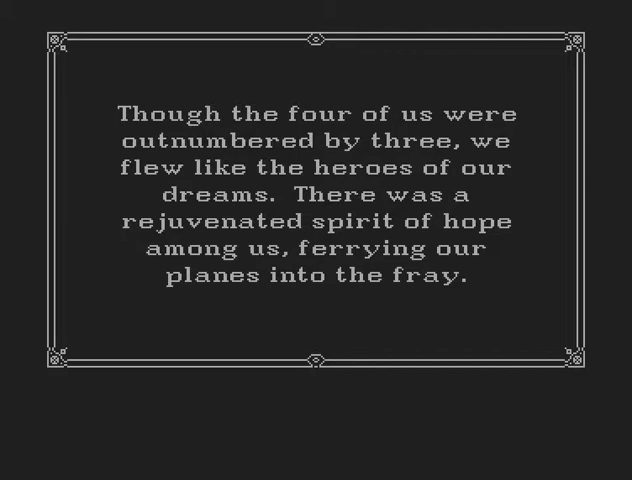 Though the four of us were
outnumbered by three, we
flew like the heroes of our
dreams. There was a
rejuvenated spirit of hope
among us, ferrying our
planes into the fray.